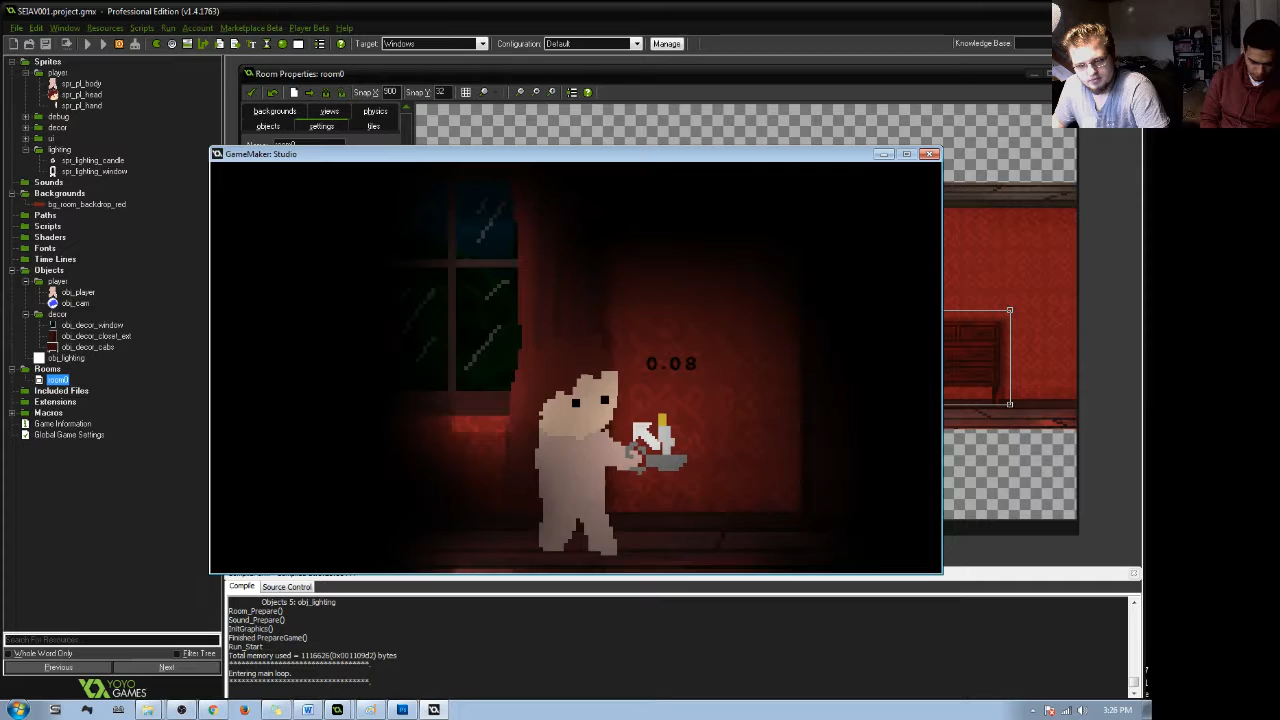 SEIAV001.project.gmx - Professional Edition (v1.4.1763)
File Edit Window Resources Scripts Run Account Marketplace Beta Player Beta Help
Target: Windows Configuration: Default Manage Knowledge Base:
Sprites
player
spr_pl_body
spr_pl_head
spr_pl_hand
debug
decor
ui
lighting
spr_lighting_candle
spr_lighting_window
Sounds
Backgrounds
bg_room_backdrop_red
Paths
Scripts
Shaders
Fonts
Time Lines
Objects
player
obj_player
obj_cam
decor
obj_decor_window
obj_decor_closet_ext
obj_decor_cabs
obj_lighting
Rooms
room0
Included Files
Extensions
Macros
Game Information
Global Game Settings
Search For Resources
Whole Word Only Filter Tree
Previous Next
YOYO
GAMES
Room Properties: room0
Snap X: 900 Snap Y: 32
backgrounds views physics
objects settings tiles
GameMaker: Studio
0.08
Compile Source Control
Objects 5: obj_lighting
Room_Prepare()
Sound_Prepare()
InitGraphics()
Finished PrepareGame()
Run_Start
Total memory used = 1116626(0x001109d2) bytes
Entering main loop.
3:26 PM